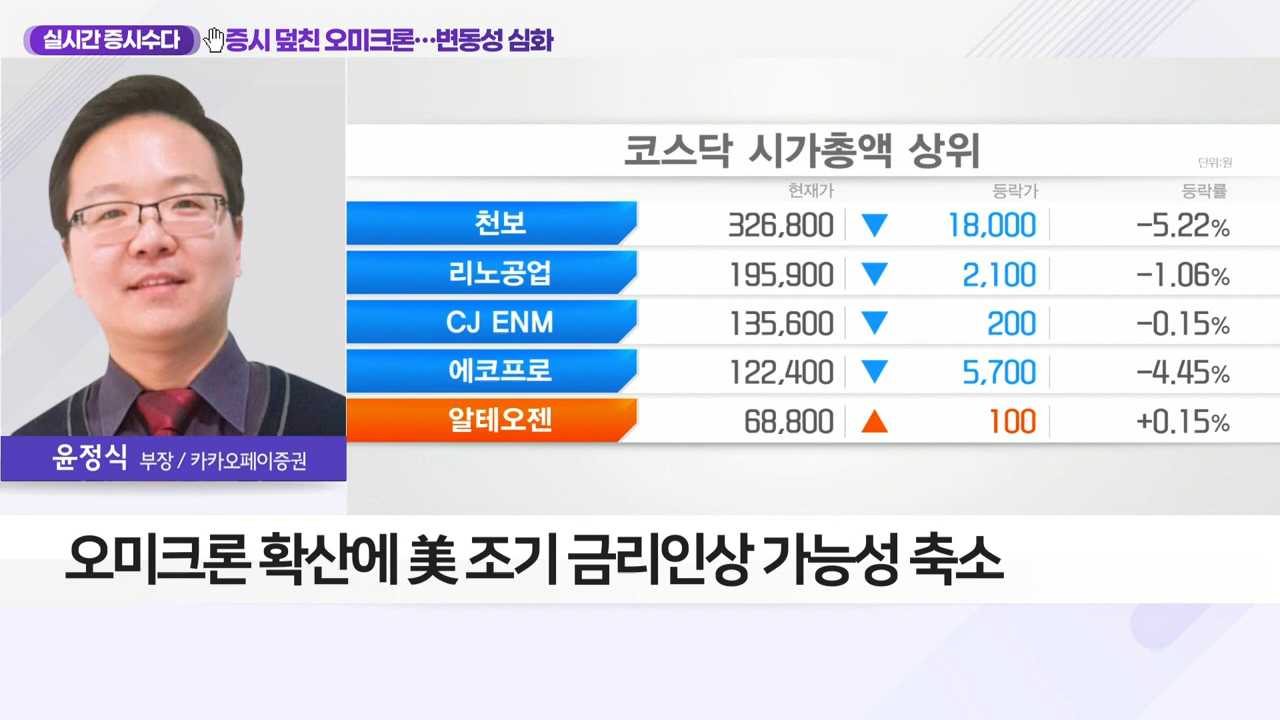 실시간 증시수다 증시 덮친 오미크론…변동성 심화
코스닥 시가총액 상위
단위:원
현재가 등락가 등락률
천보 326,800 ▼ 18,000 -5.22%
리노공업 195,900 ▼ 2,100 -1.06%
CJ ENM 135,600 ▼ 200 -0.15%
에코프로 122,400 ▼ 5,700 -4.45%
알테오젠 68,800 ▲ 100 +0.15%
윤정식 부장 / 카카오페이증권
오미크론 확산에 美 조기 금리인상 가능성 축소